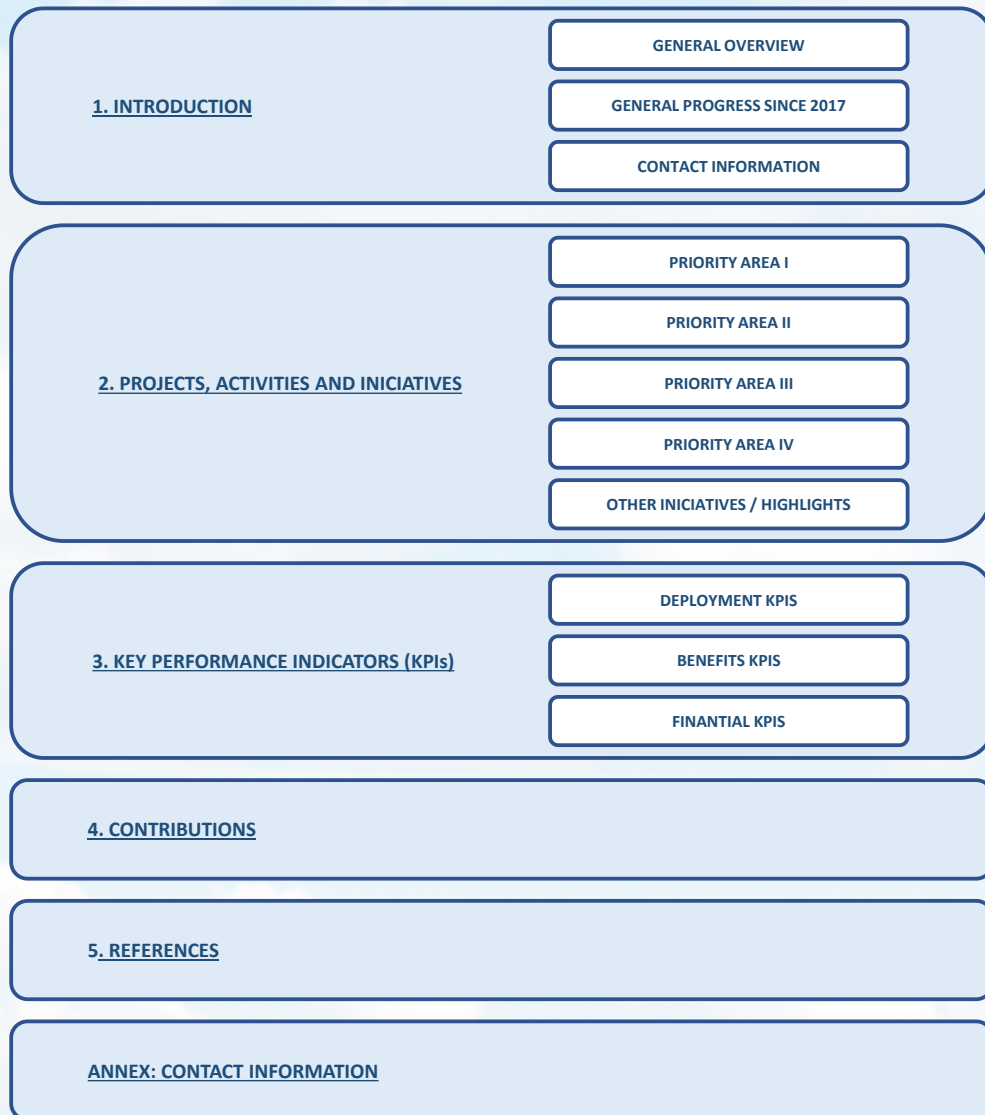 1. INTRODUCTION
GENERAL OVERVIEW
GENERAL PROGRESS SINCE 2017
CONTACT INFORMATION
2. PROJECTS, ACTIVITIES AND INICIATIVES
PRIORITY AREA I
PRIORITY AREA II
PRIORITY AREA III
PRIORITY AREA IV
OTHER INICIATIVES / HIGHLIGHTS
3. KEY PERFORMANCE INDICATORS (KPIs)
DEPLOYMENT KPIS
BENEFITS KPIS
FINANTIAL KPIS
4. CONTRIBUTIONS
5. REFERENCES
ANNEX: CONTACT INFORMATION